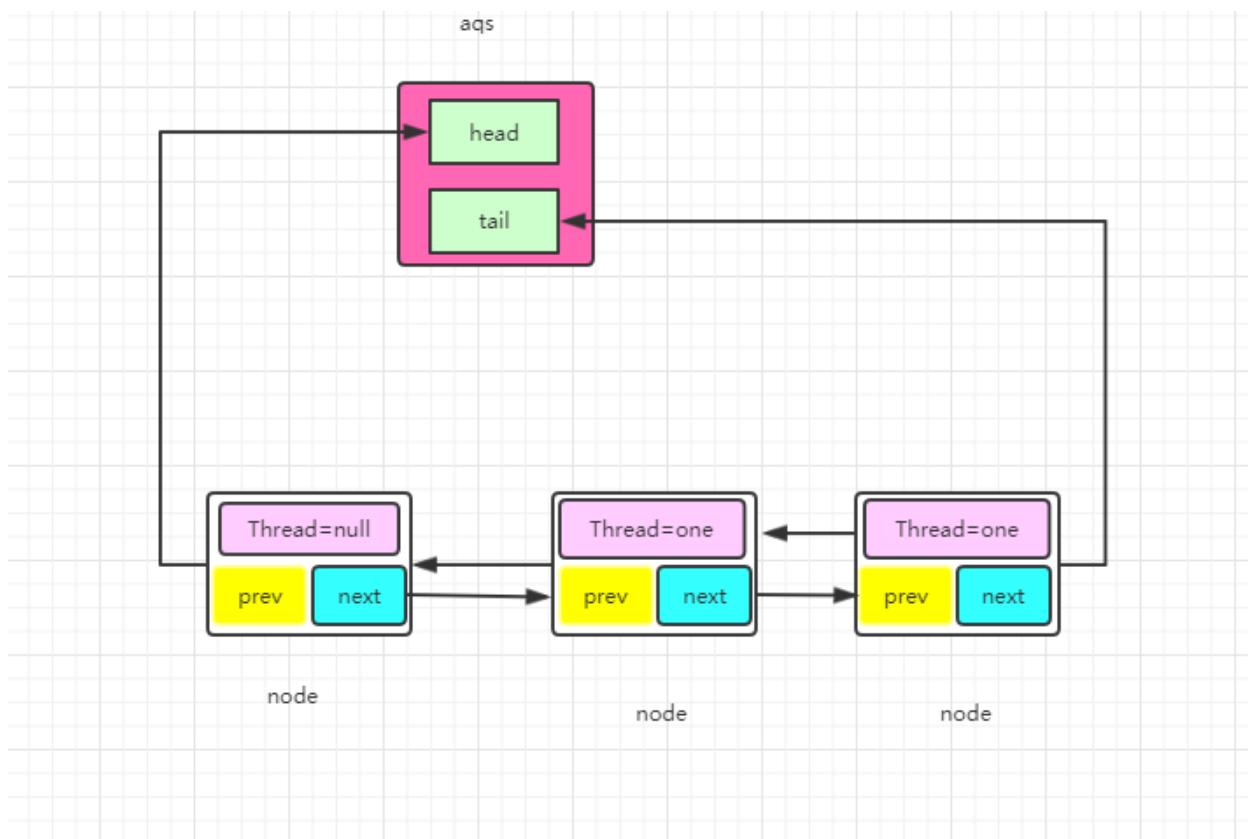 aqs
head
tail
Thread=null
Thread=one
Thread=one
prev
next
prev
next
prev
next
node
node
node